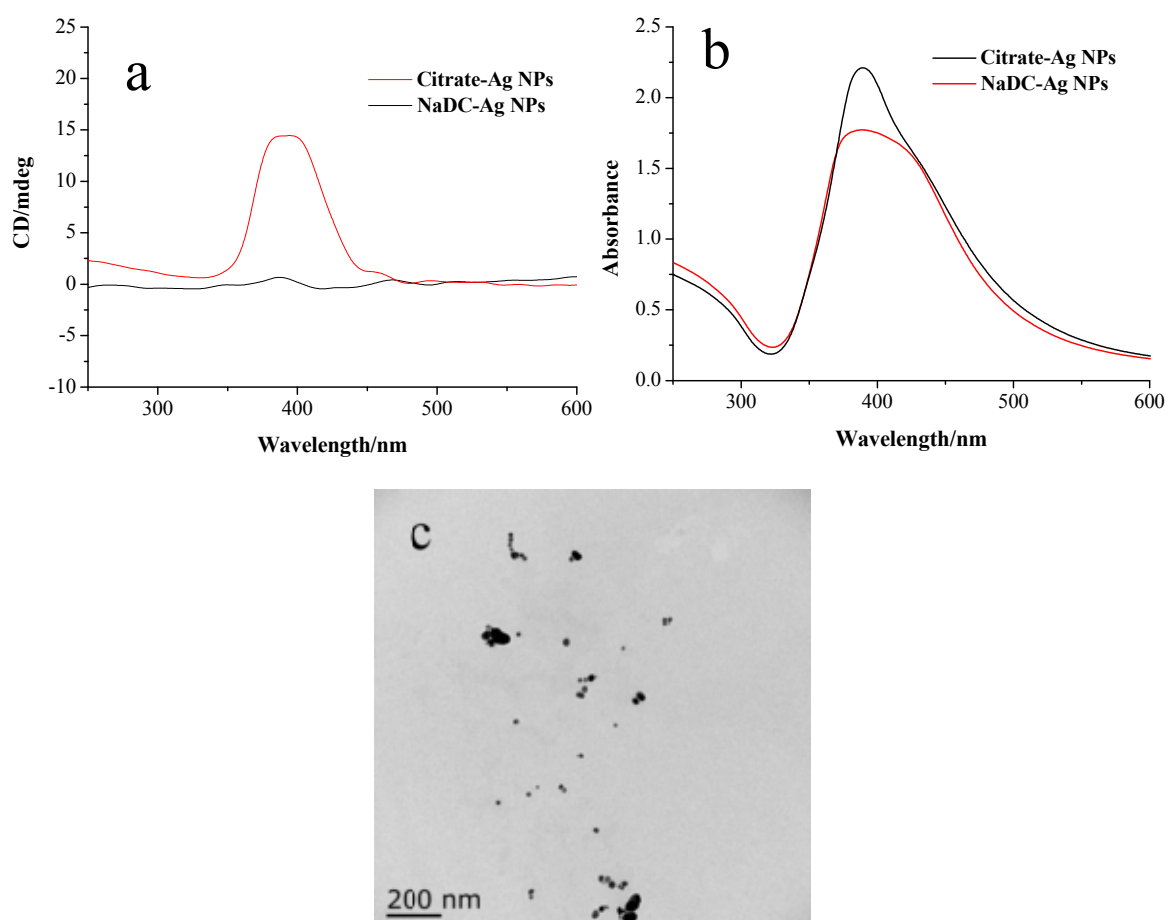 a
CD/mdeg
25
20
15
10
5
0
-5
-10
300
400
500
600
Wavelength/nm
Citrate-Ag NPs
NaDC-Ag NPs
b
Absorbance
2.5
2.0
1.5
1.0
0.5
0.0
300
400
500
600
Wavelength/nm
Citrate-Ag NPs
NaDC-Ag NPs
c
200 nm